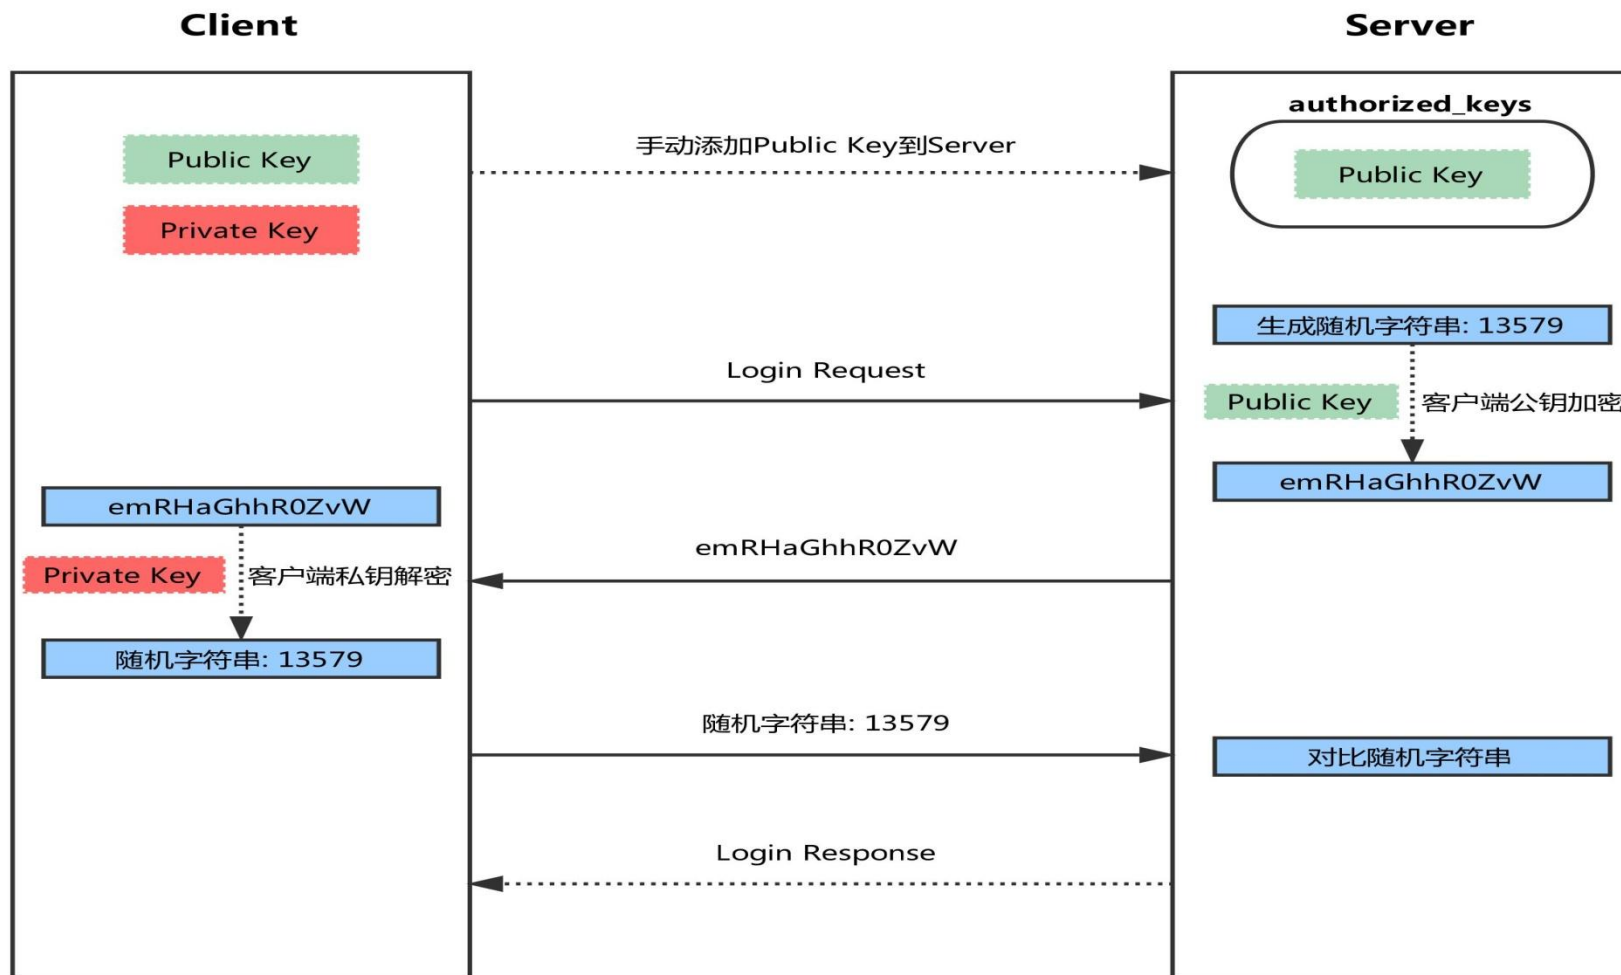 Client
Server
authorized_keys
手动添加Public Key到Server
Public Key
Public Key
Private Key
生成随机字符串: 13579
Login Request
Public Key
客户端公钥加密
emRHaGhhR0ZvW
emRHaGhhR0ZvW
emRHaGhhR0ZvW
Private Key
客户端私钥解密
随机字符串: 13579
随机字符串: 13579
对比随机字符串
Login Response